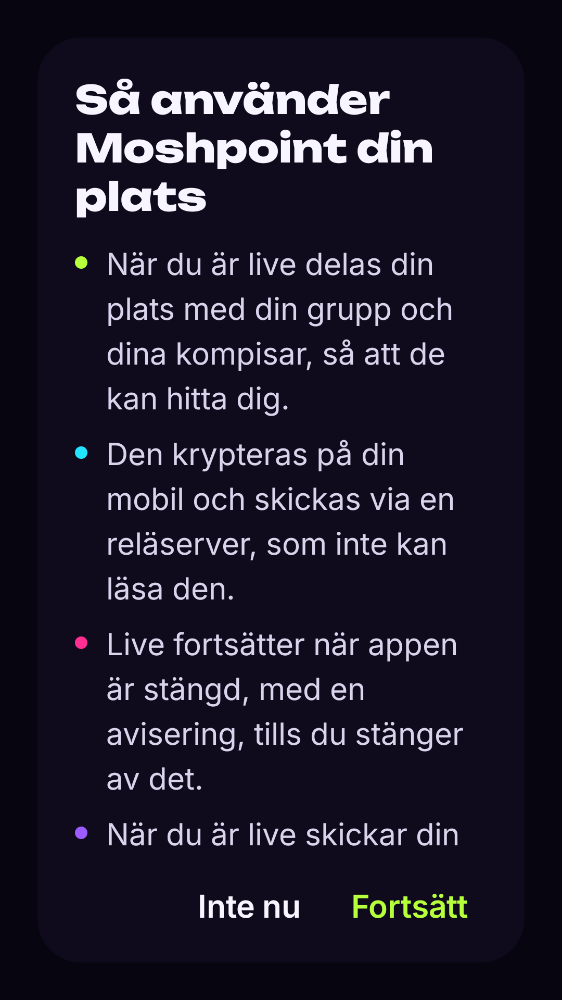 Så använder
Moshpoint din
plats
När du är live delas din
plats med din grupp och
dina kompisar, så att de
kan hitta dig.
Den krypteras på din
mobil och skickas via en
reläserver, som inte kan
läsa den.
Live fortsätter när appen
är stängd, med en
avisering, tills du stänger
av det.
När du är live skickar din
Inte nu Fortsätt